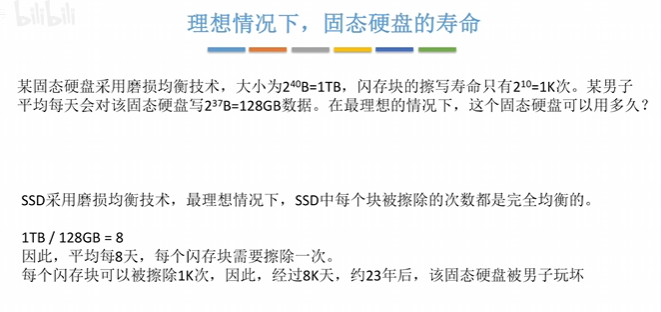 bilibili
理想情况下，固态硬盘的寿命
某固态硬盘采用磨损均衡技术，大小为2⁴⁰B=1TB，闪存块的擦写寿命只有2¹⁰=1K次。某男子
平均每天会对该固态硬盘写2³⁷B=128GB数据。在最理想的情况下，这个固态硬盘可以用多久？
SSD采用磨损均衡技术，最理想情况下，SSD中每个块被擦除的次数都是完全均衡的。
1TB / 128GB = 8
因此，平均每8天，每个闪存块需要擦除一次。
每个闪存块可以被擦除1K次，因此，经过8K天，约23年后，该固态硬盘被男子玩坏